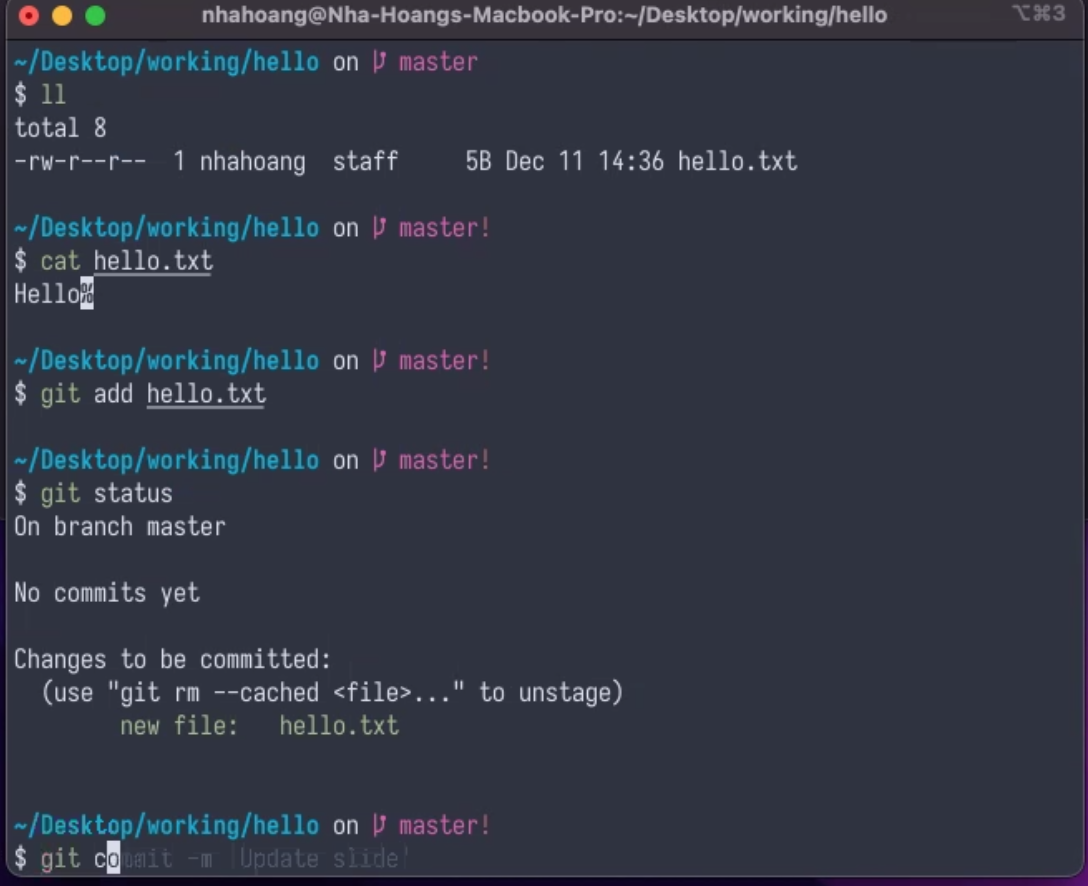 nhahoang@Nha-Hoangs-Macbook-Pro:~/Desktop/working/hello ⌥⌘3
~/Desktop/working/hello on master
$ ll
total 8
-rw-r--r-- 1 nhahoang staff 5B Dec 11 14:36 hello.txt
~/Desktop/working/hello on master!
$ cat hello.txt
Hello%
~/Desktop/working/hello on master!
$ git add hello.txt
~/Desktop/working/hello on master!
$ git status
On branch master
No commits yet
Changes to be committed:
(use "git rm --cached <file>..." to unstage)
new file: hello.txt
~/Desktop/working/hello on master!
$ git commit -m 'Update slide'